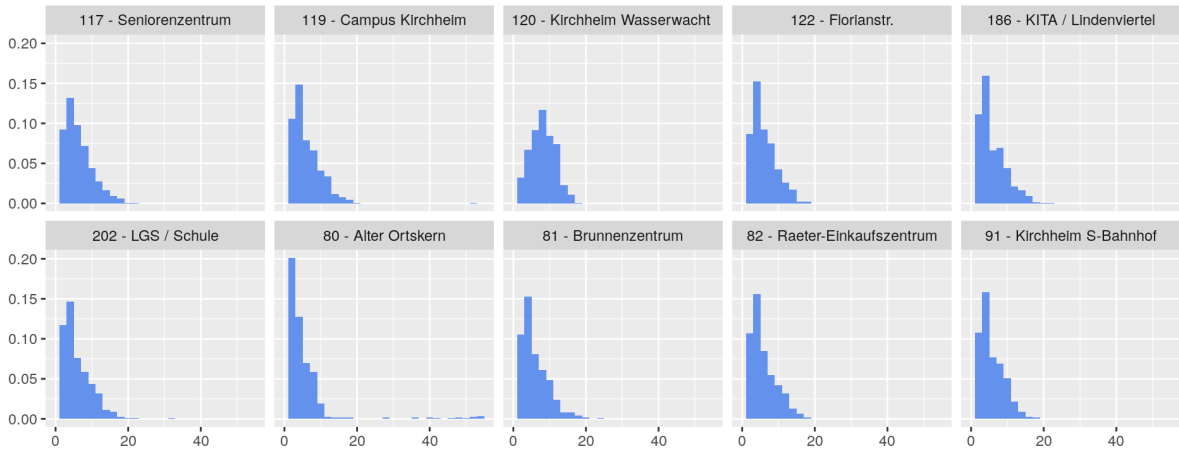 117 - Seniorenzentrum
119 - Campus Kirchheim
120 - Kirchheim Wasserwacht
122 - Florianstr.
186 - KITA / Lindenviertel
0.20
0.15
0.10
0.05
0.00
202 - LGS / Schule
80 - Alter Ortskern
81 - Brunnenzentrum
82 - Raeter-Einkaufszentrum
91 - Kirchheim S-Bahnhof
0.20
0.15
0.10
0.05
0.00
0 20 40 0 20 40 0 20 40 0 20 40 0 20 40